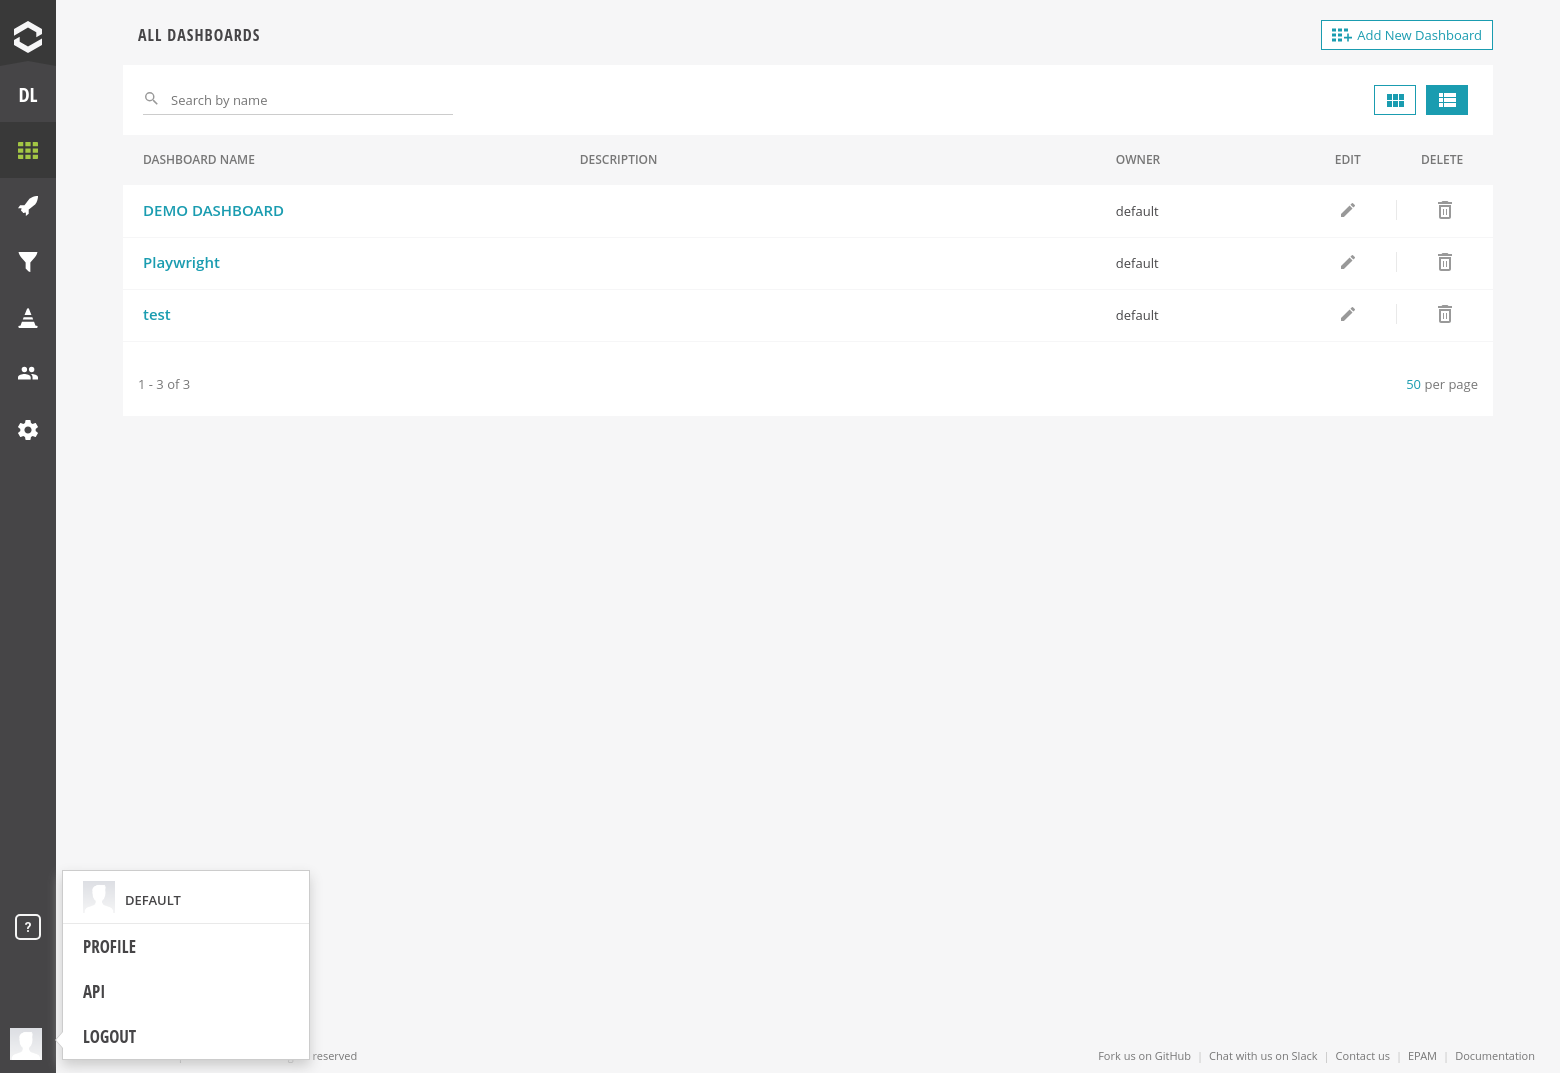 ALL DASHBOARDS
Add New Dashboard
DL
Search by name
DASHBOARD NAME DESCRIPTION OWNER EDIT DELETE
DEMO DASHBOARD default
Playwright default
test default
1 - 3 of 3 50 per page
DEFAULT
?
PROFILE
API
LOGOUT
reserved Fork us on GitHub | Chat with us on Slack | Contact us | EPAM | Documentation